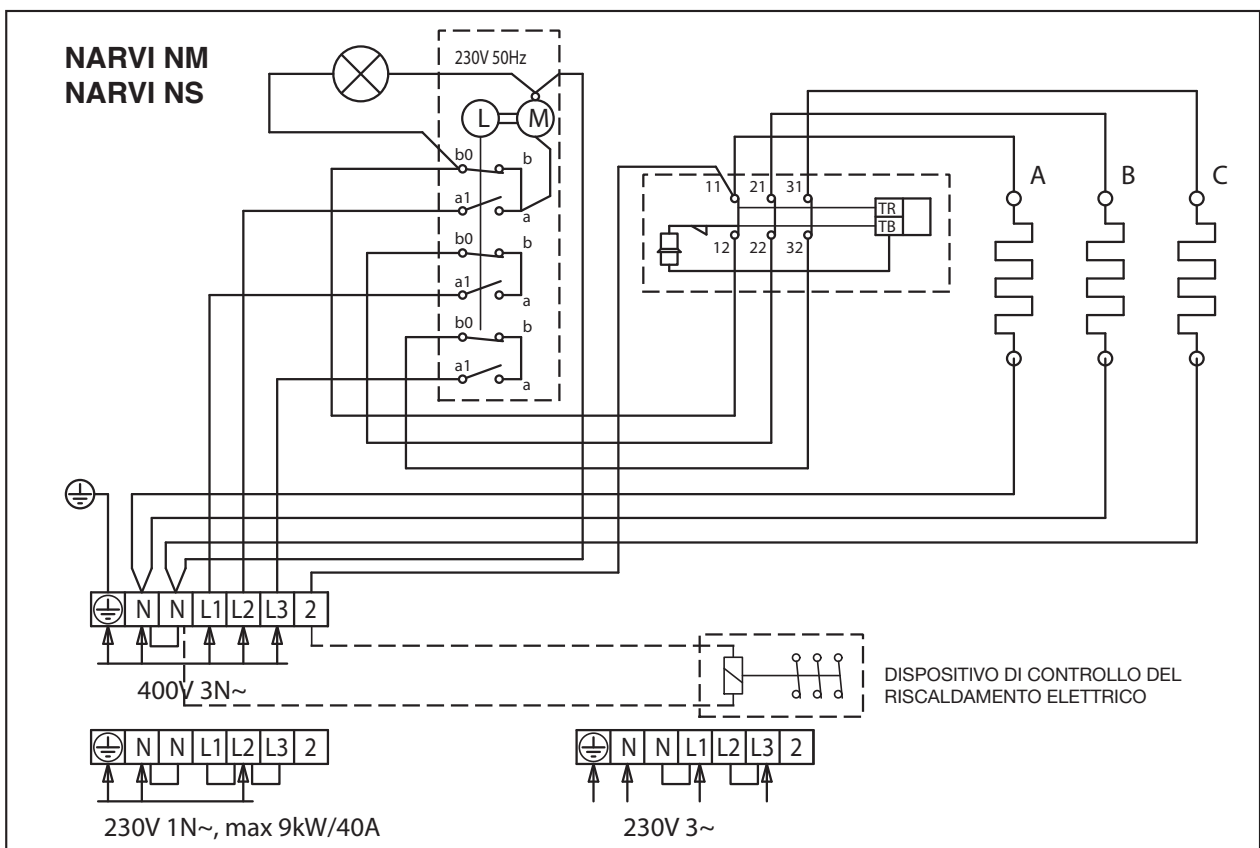 NARVI NM
NARVI NS
230V 50Hz
L M
b0 b
a1 a
b0 b
a1 a
b0 b
a1 a
11 21 31
TR
TB
12 22 32
A B C
N N L1 L2 L3 2
400V 3N~
DISPOSITIVO DI CONTROLLO DEL
RISCALDAMENTO ELETTRICO
N N L1 L2 L3 2
230V 1N~, max 9kW/40A
N N L1 L2 L3 2
230V 3~